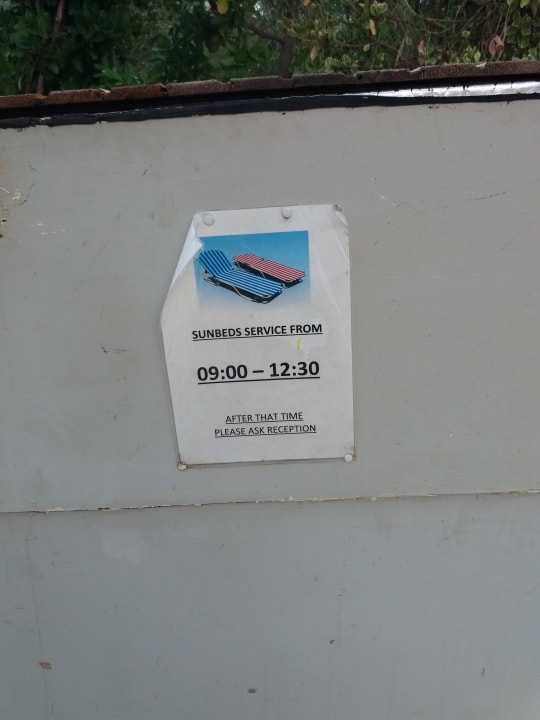 SUNBEDS SERVICE FROM
09:00 – 12:30
AFTER THAT TIME
PLEASE ASK RECEPTION